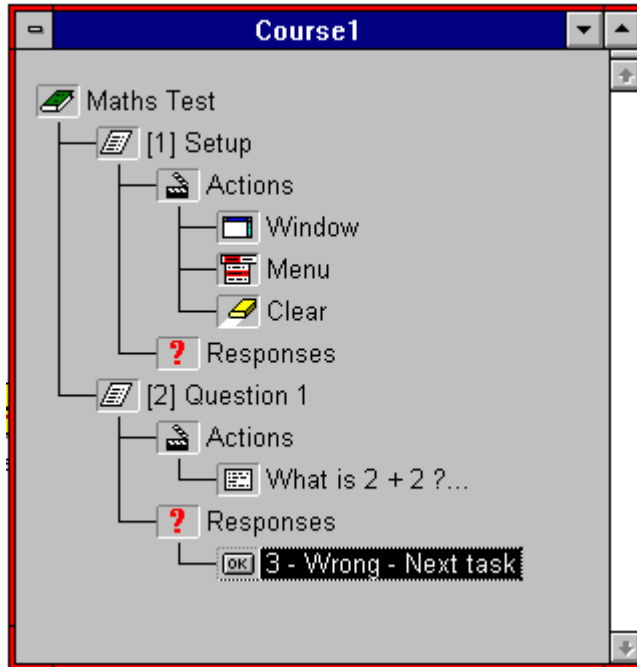 Course1
Maths Test
[1] Setup
Actions
Window
Menu
Clear
Responses
[2] Question 1
Actions
What is 2 + 2 ?...
Responses
OK 3 - Wrong - Next task